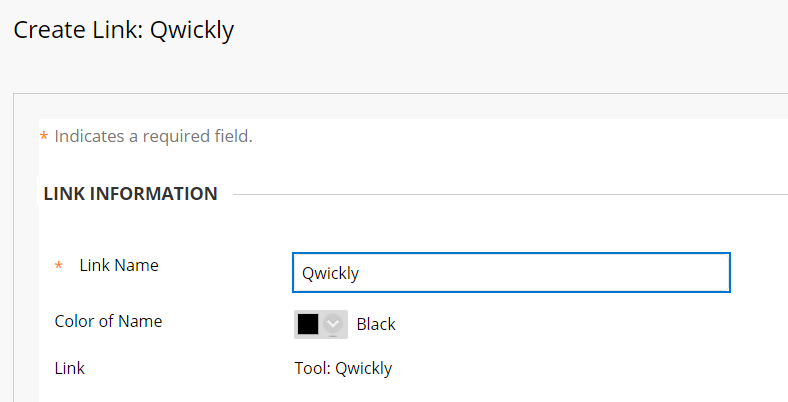 Create Link: Qwickly
* Indicates a required field.
LINK INFORMATION
* Link Name
Qwickly
Color of Name
Black
Link
Tool: Qwickly